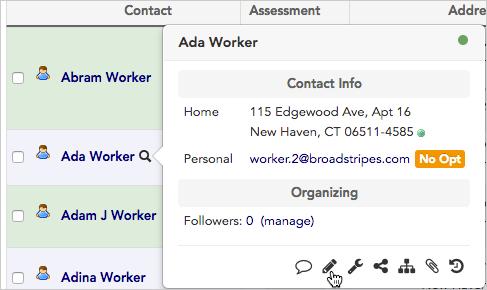 Contact Assessment Addre
Abram Worker
Ada Worker
Adam J Worker
Adina Worker
Ada Worker
Contact Info
Home 115 Edgewood Ave, Apt 16
New Haven, CT 06511-4585
Personal worker.2@broadstripes.com No Opt
Organizing
Followers: 0 (manage)